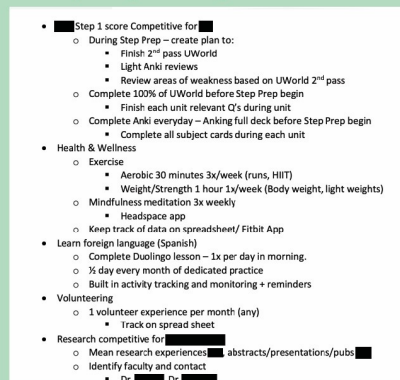 • Step 1 score Competitive for
o During Step Prep – create plan to:
▪ Finish 2nd pass UWorld
▪ Light Anki reviews
▪ Review areas of weakness based on UWorld 2nd pass
o Complete 100% of UWorld before Step Prep begin
▪ Finish each unit relevant Q's during unit
o Complete Anki everyday – Anking full deck before Step Prep begin
▪ Complete all subject cards during each unit
• Health & Wellness
o Exercise
▪ Aerobic 30 minutes 3x/week (runs, HIIT)
▪ Weight/Strength 1 hour 1x/week (Body weight, light weights)
o Mindfulness meditation 3x weekly
▪ Headspace app
o Keep track of data on spreadsheet/ Fitbit App
• Learn foreign language (Spanish)
o Complete Duolingo lesson – 1x per day in morning.
o ½ day every month of dedicated practice
o Built in activity tracking and monitoring + reminders
• Volunteering
o 1 volunteer experience per month (any)
▪ Track on spread sheet
• Research competitive for
o Mean research experiences , abstracts/presentations/pubs
o Identify faculty and contact
▪ Dr. , Dr.